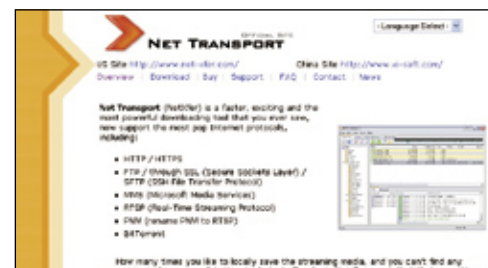 OFFICIAL SITE
- Language Select -
NET TRANSPORT
US Site http://www.net-xfer.com/ China Site http://www.xi-soft.com/
Overview | Download | Buy | Support | FAQ | Contact | News
Net Transport (NetXfer) is a faster, exciting and the
most powerful downloading tool that you ever saw,
now support the most pop Internet protocols,
including:
HTTP / HTTPS
FTP / through SSL (Secure Sockets Layer) /
SFTP (SSH File Transfer Protocol)
MMS (Microsoft Media Services)
RTSP (Real-Time Streaming Protocol)
PNM (rename PNM to RTSP)
BitTorrent
How many times you like to locally save the streaming media, and you can't find any